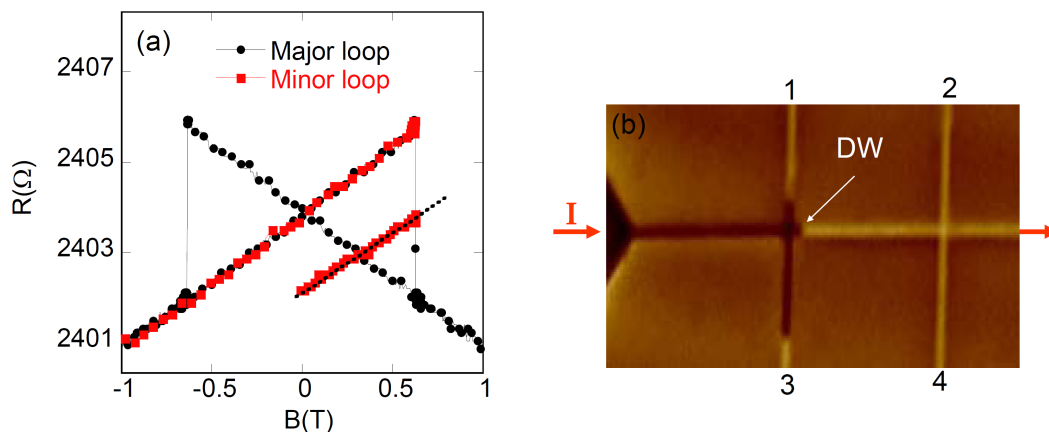 (a)
Major loop
Minor loop
2407
2405
2403
2401
R(Ω)
-1
-0.5
0
0.5
1
B(T)
1
2
(b)
DW
I
3
4